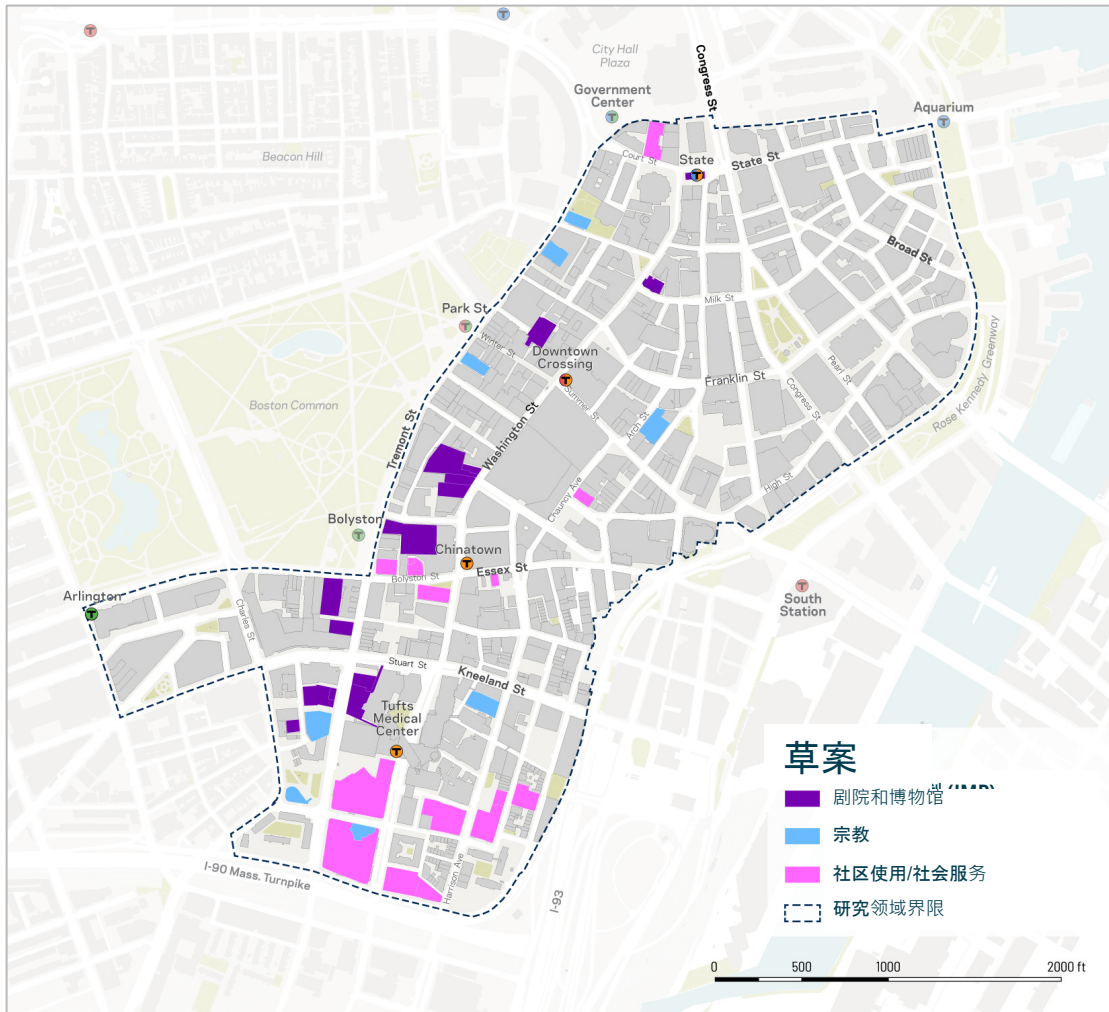 City Hall
Plaza
Congress St
Government
Center
Aquarium
Beacon Hill
Court St
State
State St
Broad St
Milk St
Park St
Winter St
Downtown
Crossing
Summer St
Franklin St
Pearl St
Congress St
Rose Kennedy Greenway
Boston Common
Tremont St
Washington St
Arch St
Chauncy Ave
High St
Bolyston
Chinatown
Bolyston St
Essex St
South
Station
Arlington
Charles St
Stuart St
Kneeland St
Tufts
Medical
Center
Harrison Ave
I-90 Mass. Turnpike
I-93
草案
剧院和博物馆
宗教
社区使用/社会服务
研究领域界限
0 500 1000 2000 ft
T
T
T
T
T
T
T
T
T
T
T
T